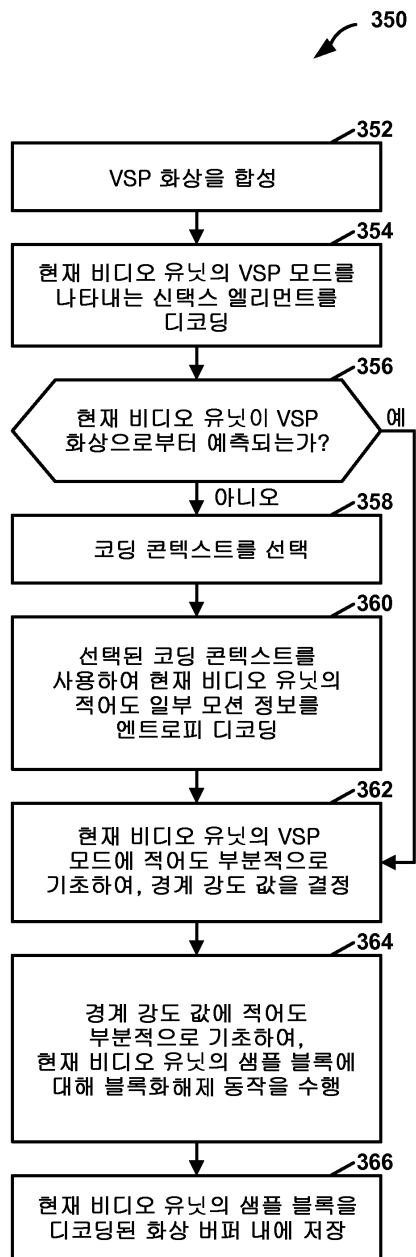 350
352
VSP 화상을 합성
354
현재 비디오 유닛의 VSP 모드를
나타내는 신택스 엘리먼트를
디코딩
356
현재 비디오 유닛이 VSP
화상으로부터 예측되는가?
예
아니오
358
코딩 콘텍스트를 선택
360
선택된 코딩 콘텍스트를
사용하여 현재 비디오 유닛의
적어도 일부 모션 정보를
엔트로피 디코딩
362
현재 비디오 유닛의 VSP
모드에 적어도 부분적으로
기초하여, 경계 강도 값을 결정
364
경계 강도 값에 적어도
부분적으로 기초하여,
현재 비디오 유닛의 샘플 블록에
대해 블록화해제 동작을 수행
366
현재 비디오 유닛의 샘플 블록을
디코딩된 화상 버퍼 내에 저장